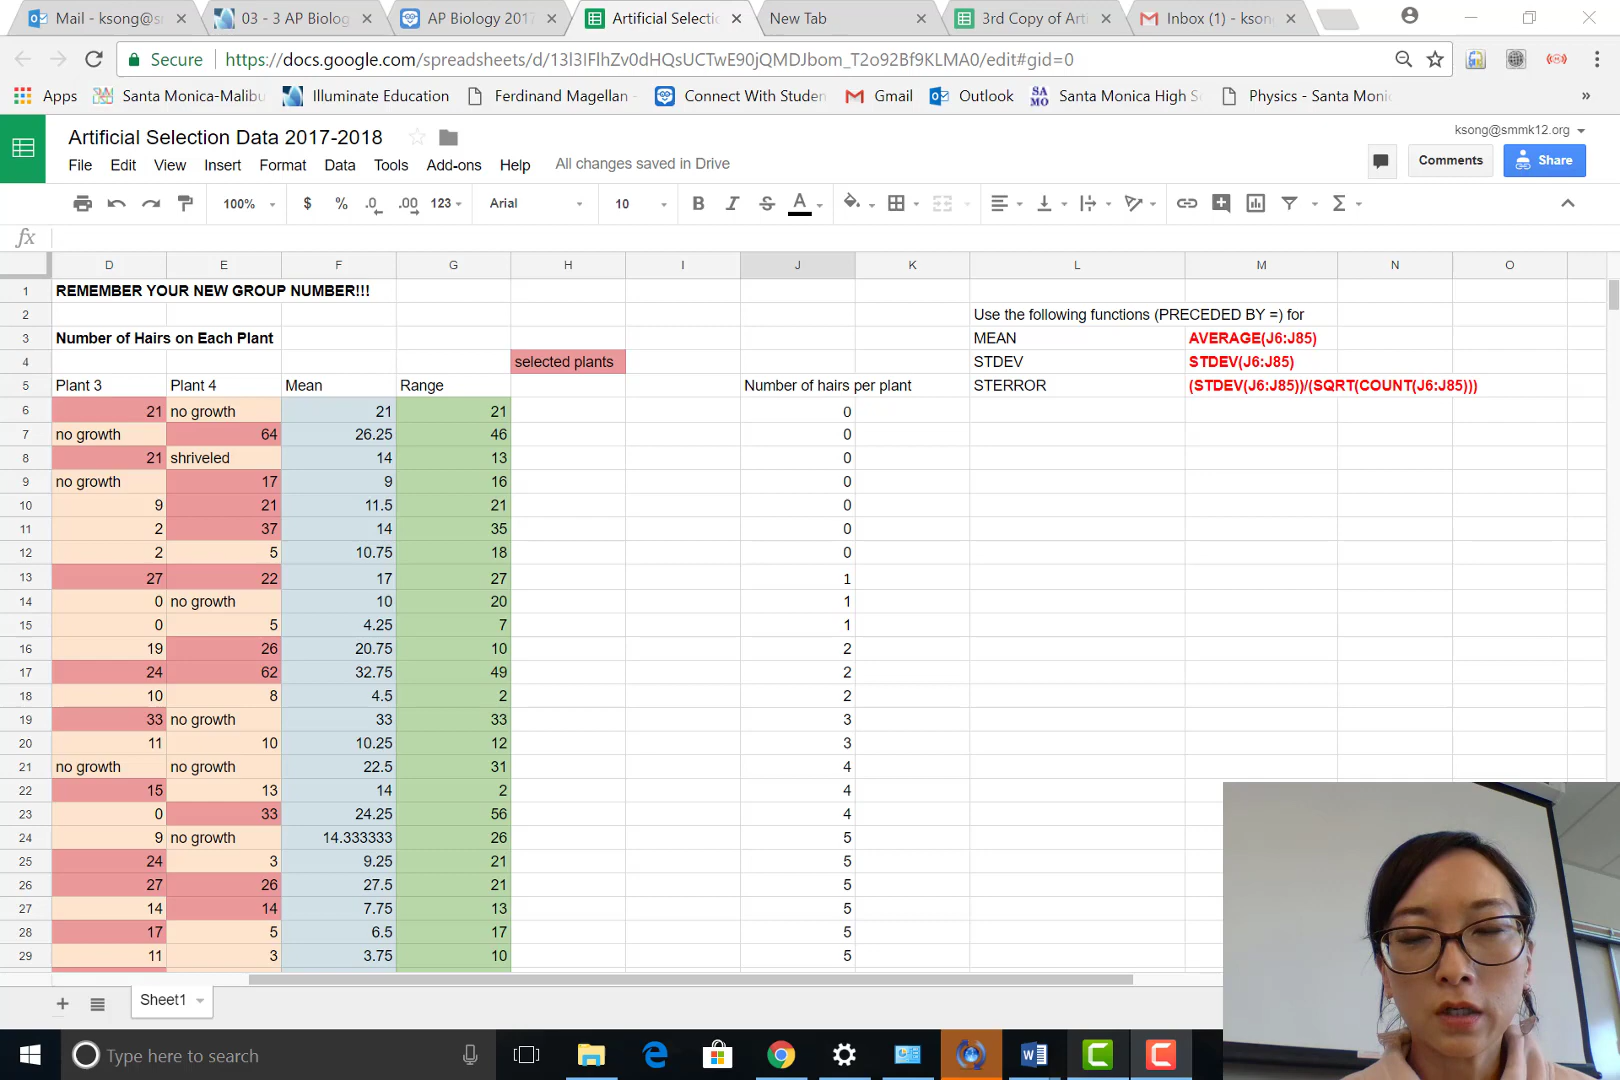 Mail - ksong@sm
03 - 3 AP Biolog
AP Biology 2017
Artificial Selectio
New Tab
3rd Copy of Arti
Inbox (1) - kson
Secure
https://docs.google.com/spreadsheets/d/13l3IFlhZv0dHQsUCTwE90jQMDJbom_T2o92Bf9KLMA0/edit#gid=0
Apps
Santa Monica-Malibu
Illuminate Education
Ferdinand Magellan -
Connect With Studen
Gmail
Outlook
SA MO
Santa Monica High S
Physics - Santa Moni
»
Artificial Selection Data 2017-2018
ksong@smmk12.org
File Edit View Insert Format Data Tools Add-ons Help All changes saved in Drive
Comments
Share
100% $ % .0 .00 123 Arial 10 B I S A Σ
fx
D E F G H I J K L M N O
1 REMEMBER YOUR NEW GROUP NUMBER!!!
2 Use the following functions (PRECEDED BY =) for
3 Number of Hairs on Each Plant MEAN AVERAGE(J6:J85)
4 selected plants STDEV STDEV(J6:J85)
5 Plant 3 Plant 4 Mean Range Number of hairs per plant STERROR (STDEV(J6:J85))/(SQRT(COUNT(J6:J85)))
6 21 no growth 21 21 0
7 no growth 64 26.25 46 0
8 21 shriveled 14 13 0
9 no growth 17 9 16 0
10 9 21 11.5 21 0
11 2 37 14 35 0
12 2 5 10.75 18 0
13 27 22 17 27 1
14 0 no growth 10 20 1
15 0 5 4.25 7 1
16 19 26 20.75 10 2
17 24 62 32.75 49 2
18 10 8 4.5 2 2
19 33 no growth 33 33 3
20 11 10 10.25 12 3
21 no growth no growth 22.5 31 4
22 15 13 14 2 4
23 0 33 24.25 56 4
24 9 no growth 14.333333 26 5
25 24 3 9.25 21 5
26 27 26 27.5 21 5
27 14 14 7.75 13 5
28 17 5 6.5 17 5
29 11 3 3.75 10 5
Sheet1
Type here to search